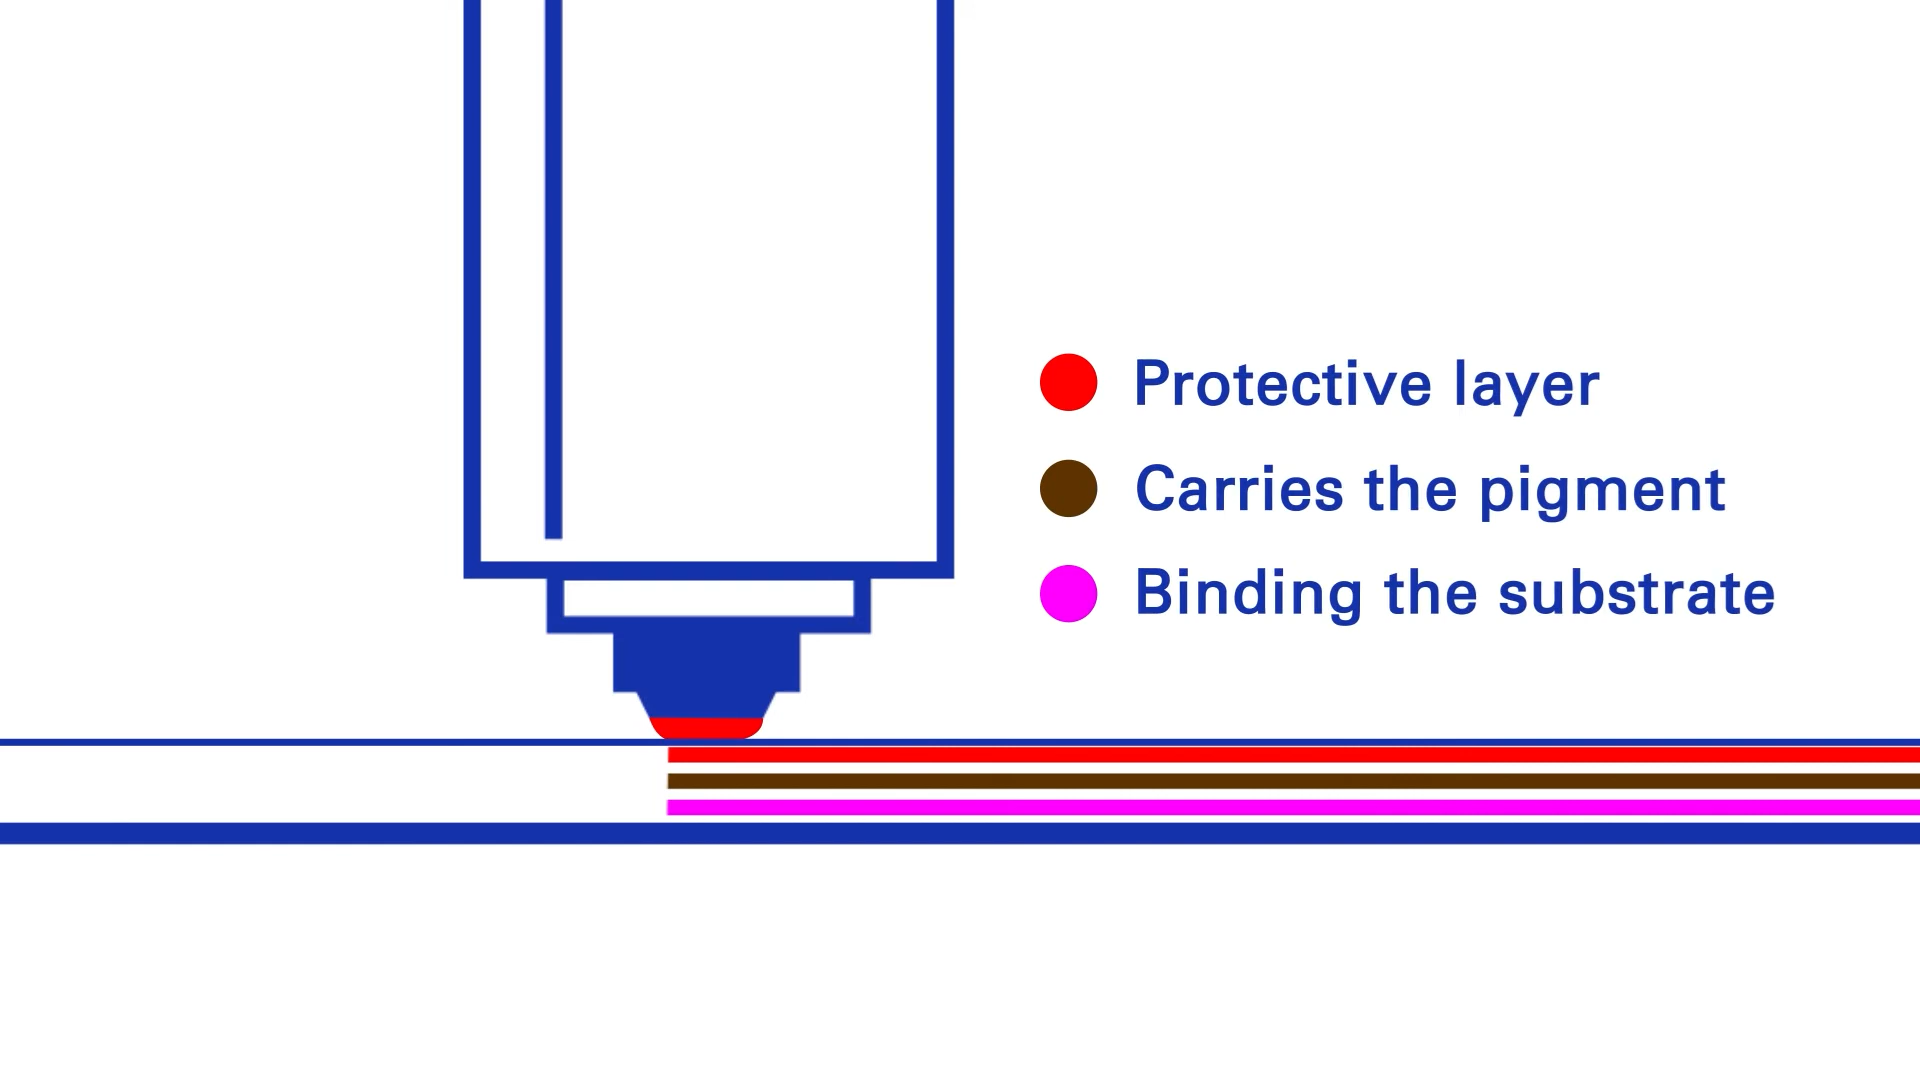 Protective layer
Carries the pigment
Binding the substrate